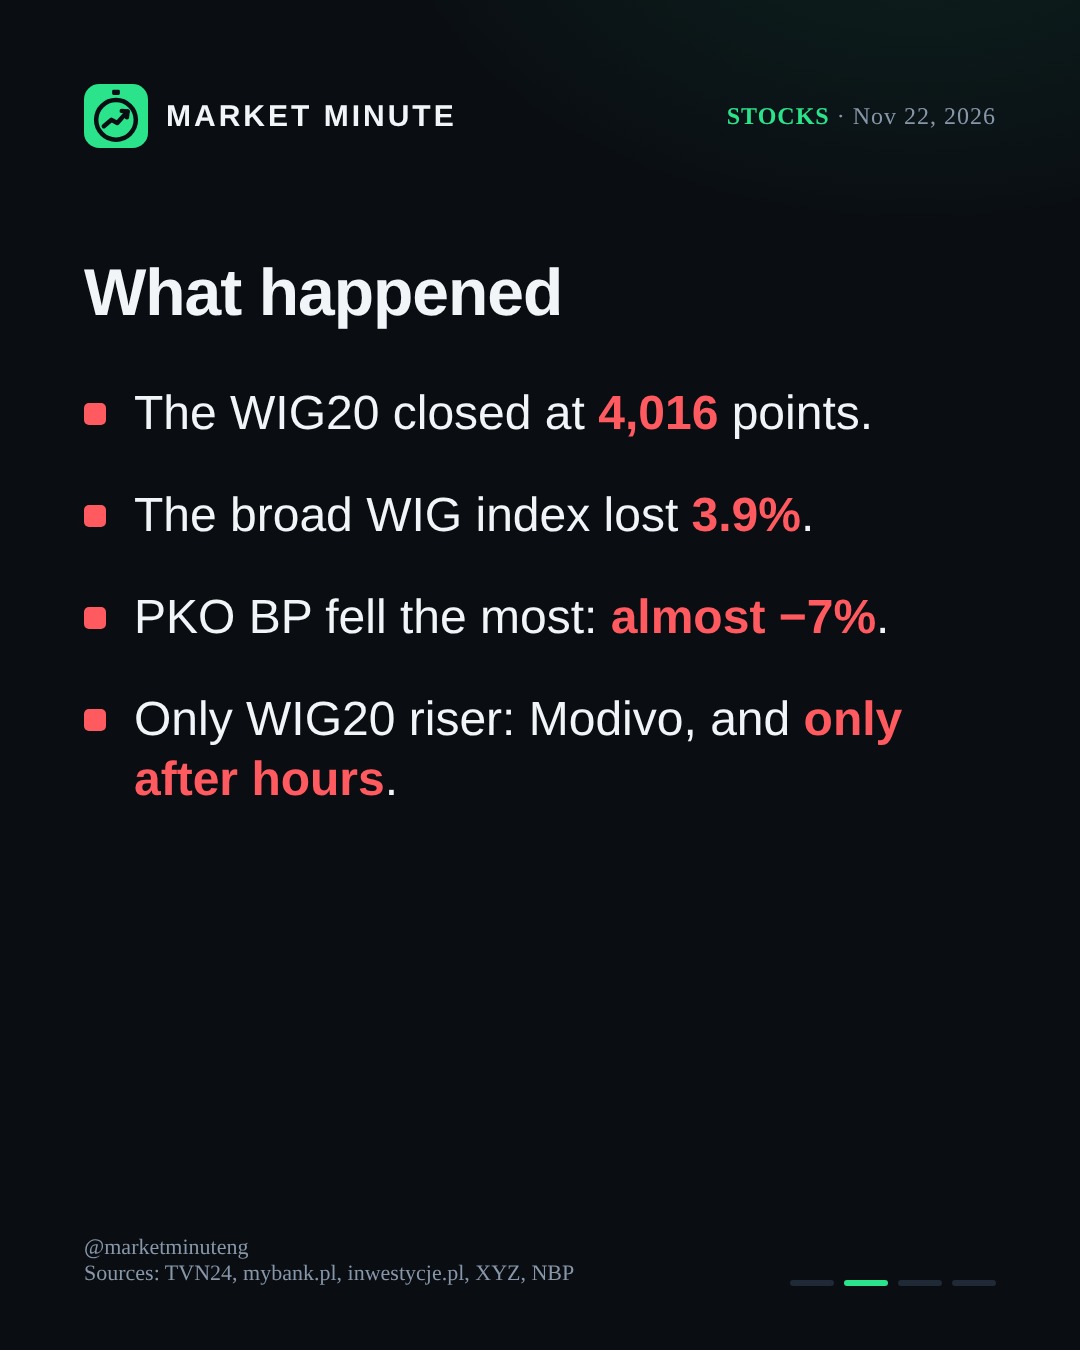 MARKET MINUTE
STOCKS · Nov 22, 2026
What happened
The WIG20 closed at 4,016 points.
The broad WIG index lost 3.9%.
PKO BP fell the most: almost −7%.
Only WIG20 riser: Modivo, and only
after hours.
@marketminuteng
Sources: TVN24, mybank.pl, inwestycje.pl, XYZ, NBP